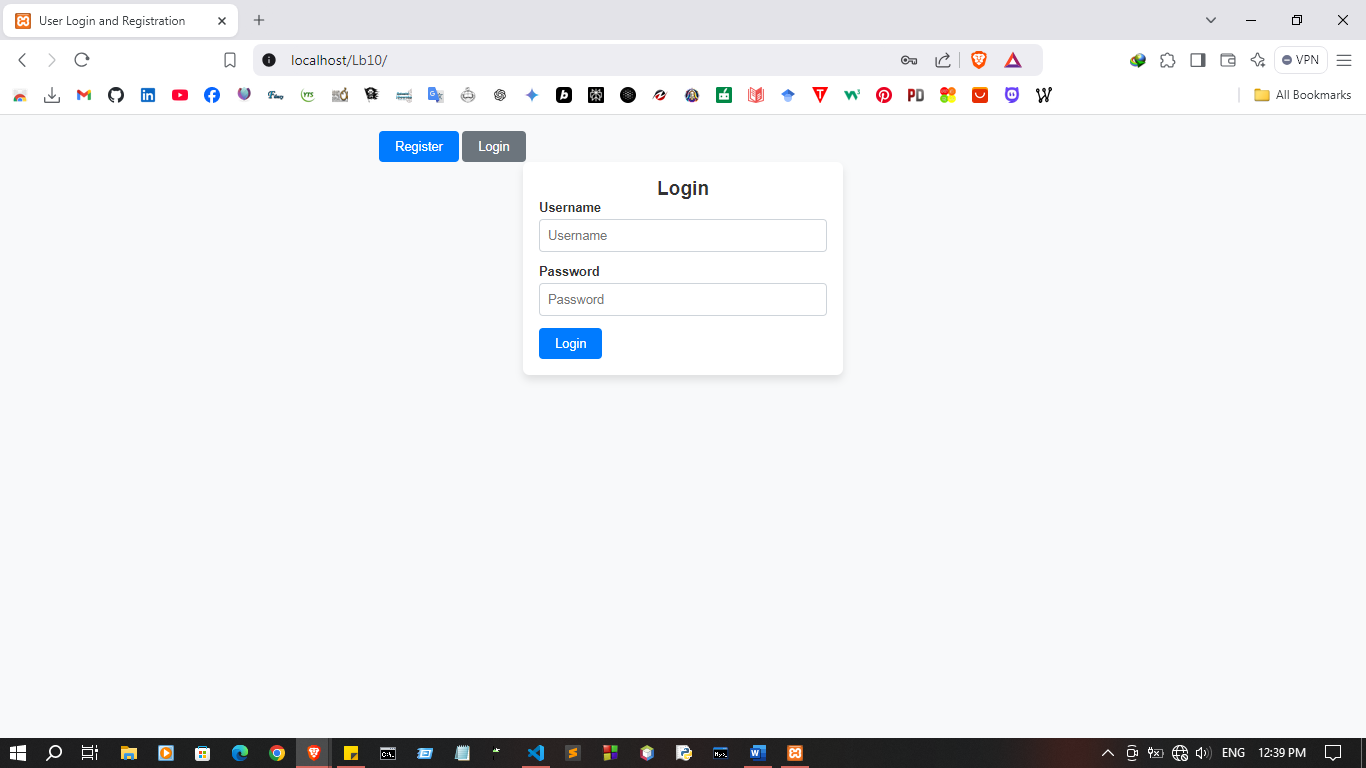 User Login and Registration
localhost/Lb10/
VPN
All Bookmarks
Register Login
Login
Username
Username
Password
Password
Login
ENG 12:39 PM